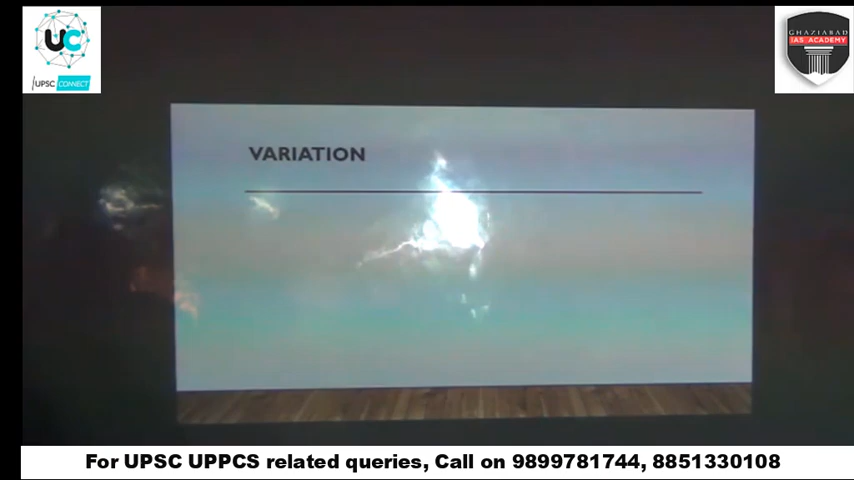 UC
UPSC CONNECT
GHAZIABAD
IAS ACADEMY
VARIATION
For UPSC UPPCS related queries, Call on 9899781744, 8851330108